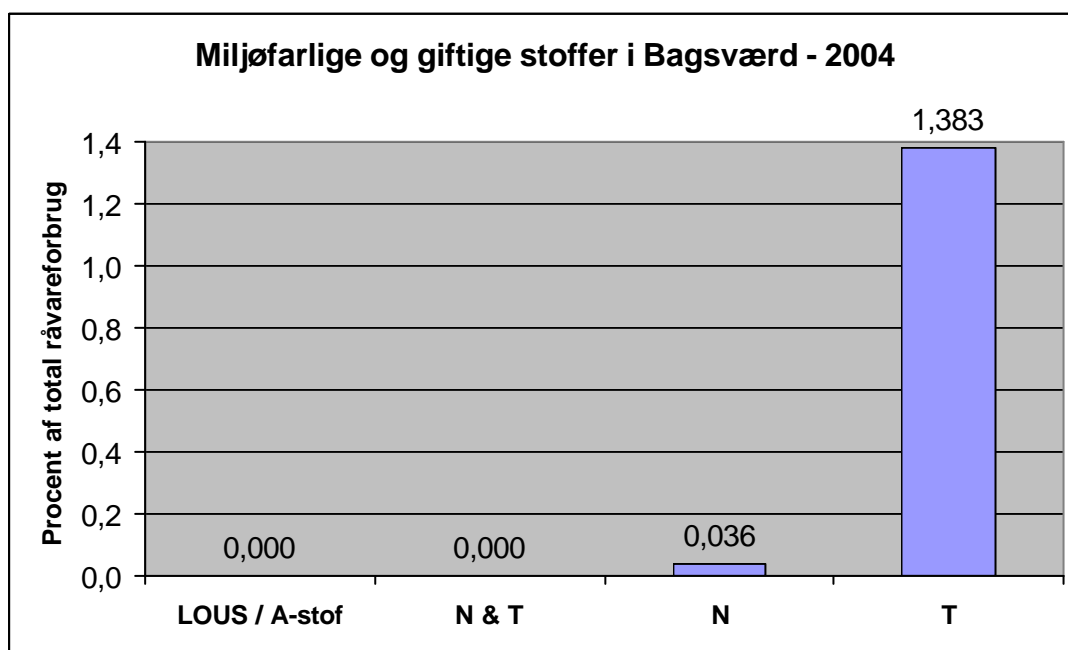 Miljøfarlige og giftige stoffer i Bagsværd - 2004
Procent af total råvareforbrug
1,4
1,2
1,0
0,8
0,6
0,4
0,2
0,0
0,000
0,000
0,036
1,383
LOUS / A-stof
N & T
N
T